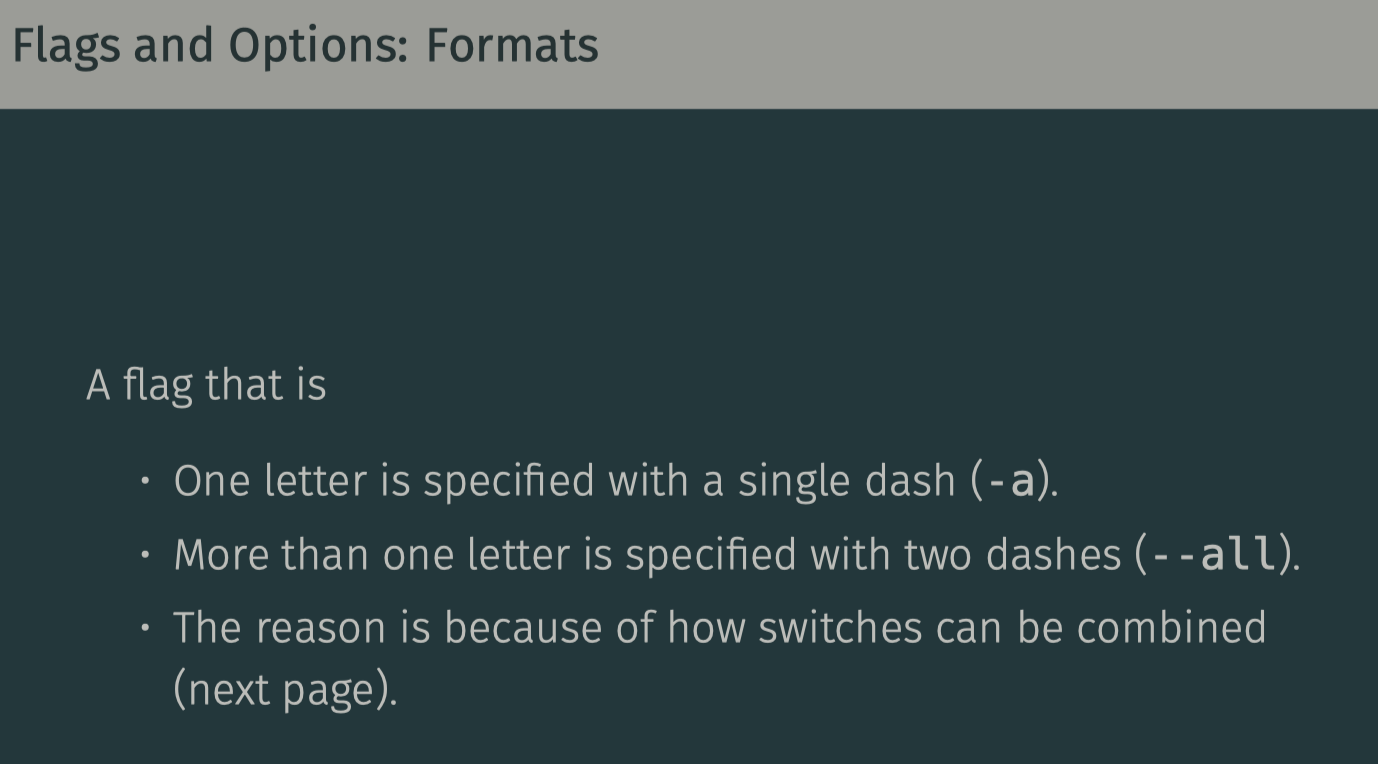 Flags and Options: Formats
A flag that is
· One letter is specified with a single dash (-a).
· More than one letter is specified with two dashes (--all).
· The reason is because of how switches can be combined
(next page).